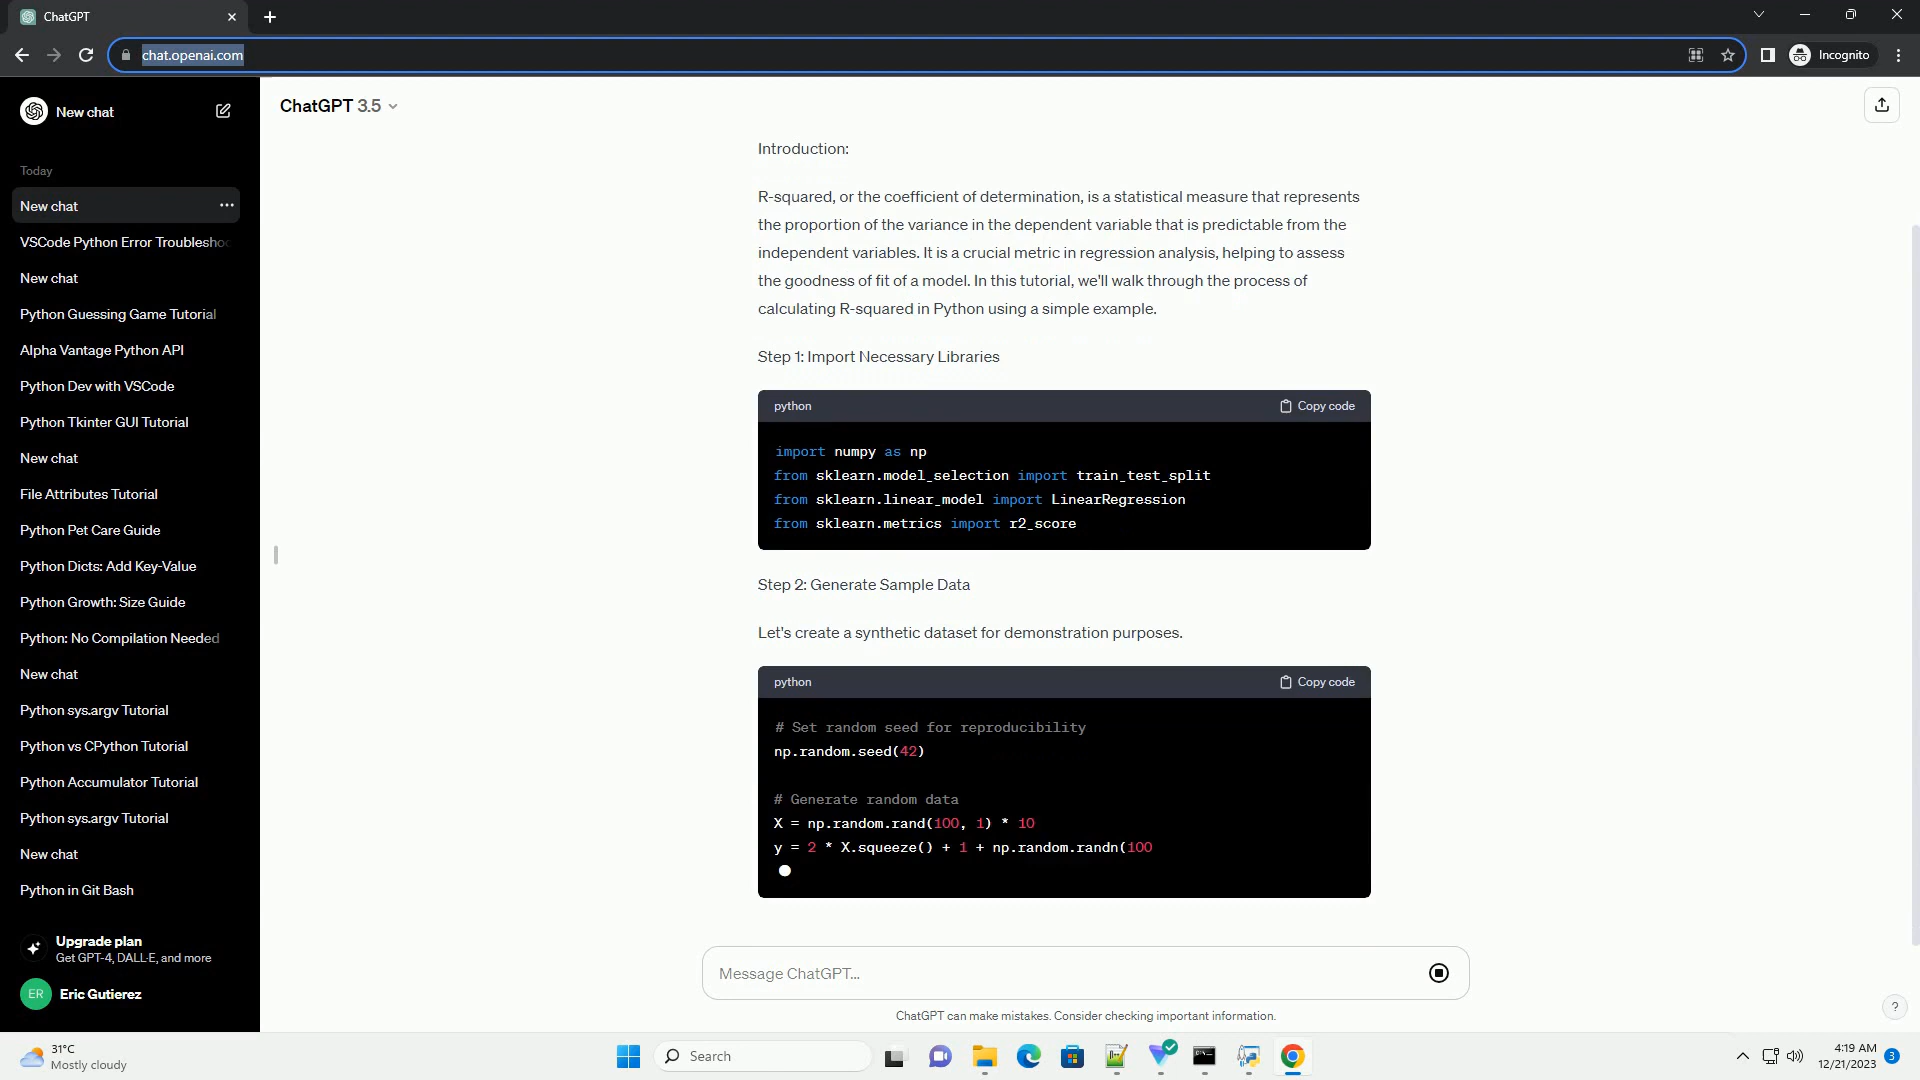 ChatGPT
chat.openai.com
Incognito
New chat
Today
New chat
VSCode Python Error Troublesho
New chat
Python Guessing Game Tutorial
Alpha Vantage Python API
Python Dev with VSCode
Python Tkinter GUI Tutorial
New chat
File Attributes Tutorial
Python Pet Care Guide
Python Dicts: Add Key-Value
Python Growth: Size Guide
Python: No Compilation Needed
New chat
Python sys.argv Tutorial
Python vs CPython Tutorial
Python Accumulator Tutorial
Python sys.argv Tutorial
New chat
Python in Git Bash
Upgrade plan
Get GPT-4, DALL·E, and more
ER
Eric Gutierez
ChatGPT 3.5
Introduction:
R-squared, or the coefficient of determination, is a statistical measure that represents
the proportion of the variance in the dependent variable that is predictable from the
independent variables. It is a crucial metric in regression analysis, helping to assess
the goodness of fit of a model. In this tutorial, we'll walk through the process of
calculating R-squared in Python using a simple example.
Step 1: Import Necessary Libraries
python
Copy code
import numpy as np
from sklearn.model_selection import train_test_split
from sklearn.linear_model import LinearRegression
from sklearn.metrics import r2_score
Step 2: Generate Sample Data
Let's create a synthetic dataset for demonstration purposes.
python
Copy code
# Set random seed for reproducibility
np.random.seed(42)
# Generate random data
X = np.random.rand(100, 1) * 10
y = 2 * X.squeeze() + 1 + np.random.randn(100
Message ChatGPT...
ChatGPT can make mistakes. Consider checking important information.
?
31°C
Mostly cloudy
Search
4:19 AM
12/21/2023
3